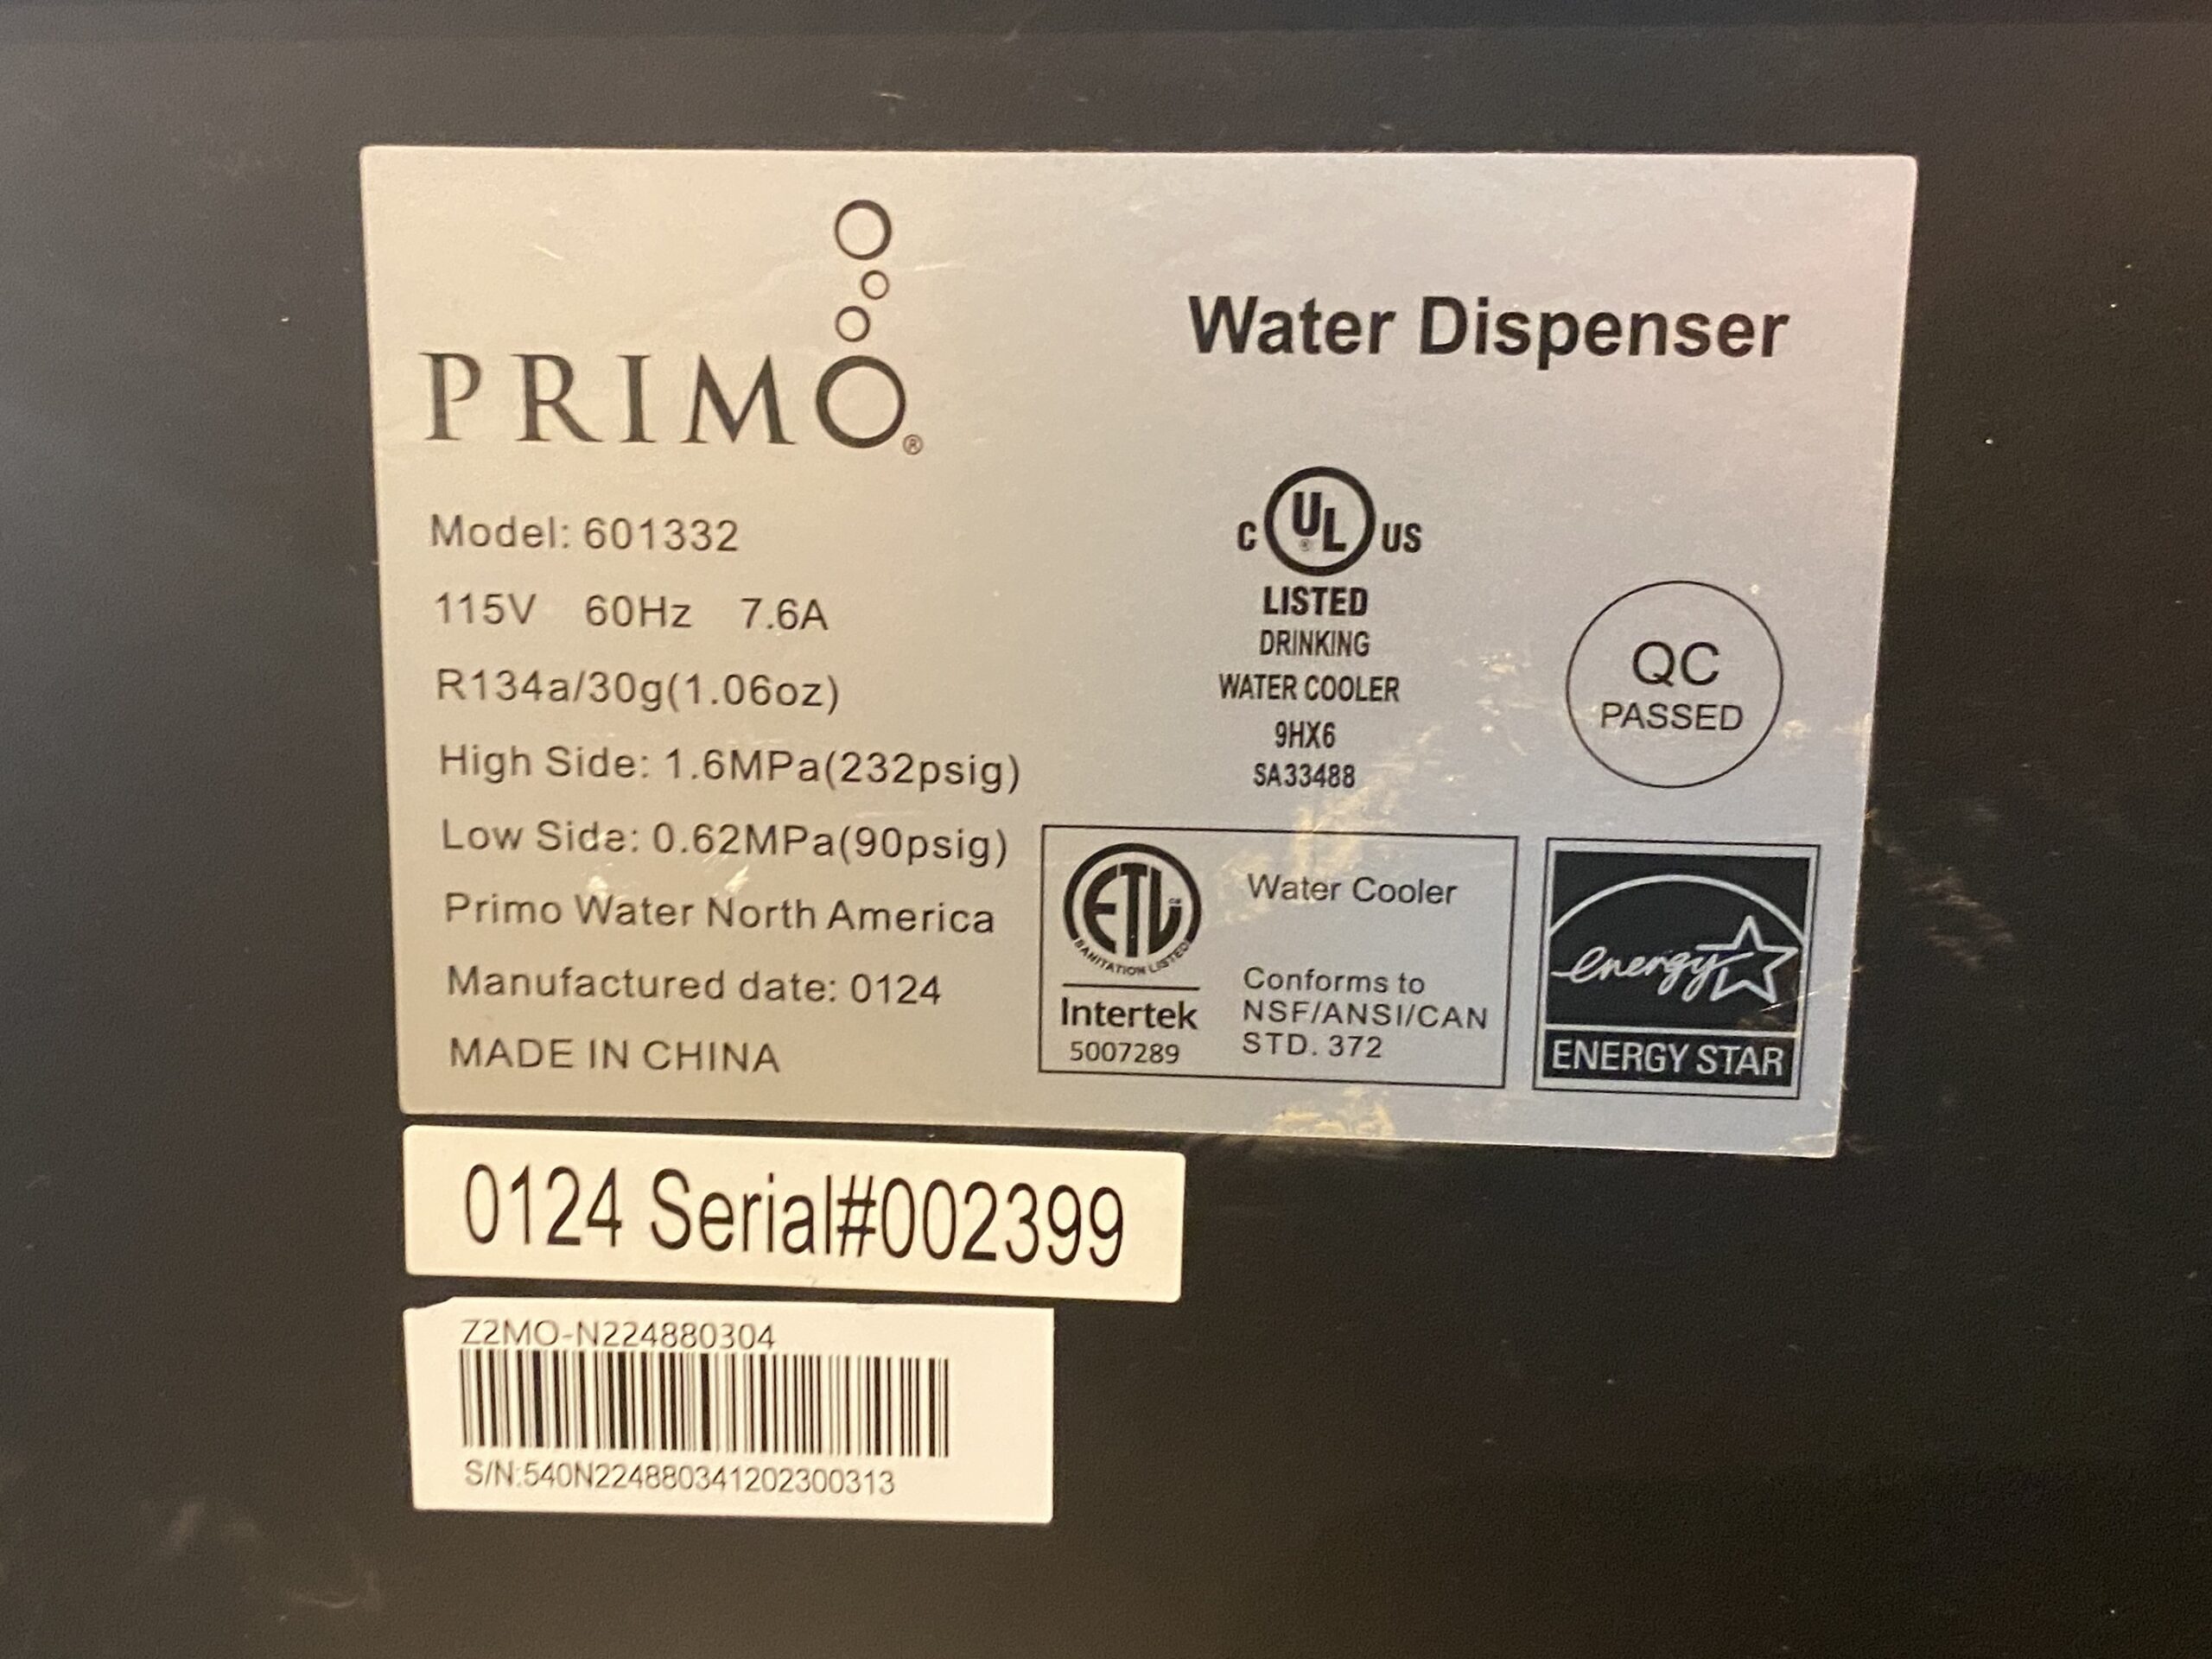 PRIMO®
Water Dispenser
Model: 601332
115V 60Hz 7.6A
R134a/30g(1.06oz)
High Side: 1.6MPa(232psig)
Low Side: 0.62MPa(90psig)
Primo Water North America
Manufactured date: 0124
MADE IN CHINA
C UL® US
LISTED
DRINKING
WATER COOLER
9HX6
SA33488
QC
PASSED
ETL
SANITATION LISTED
Intertek
5007289
Water Cooler
Conforms to
NSF/ANSI/CAN
STD. 372
energy
ENERGY STAR
0124 Serial#002399
Z2MO-N224880304
S/N:540N224880341202300313